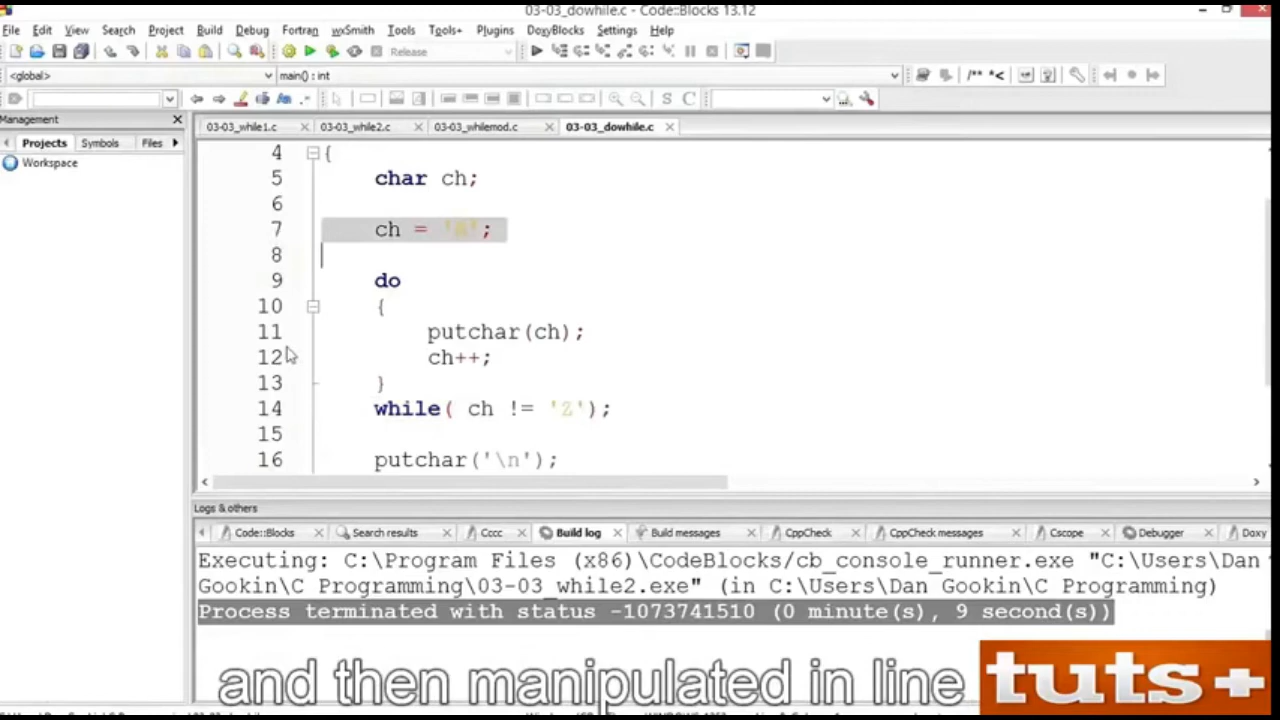 03-03_dowhile.c - Code::Blocks 13.12
File Edit View Search Project Build Debug Fortran wxSmith Tools Tools+ Plugins DoxyBlocks Settings Help
Release
<global> main() : int
/** *<
S C
Management
03-03_while1.c 03-03_while2.c 03-03_whilemod.c 03-03_dowhile.c
Projects Symbols Files
Workspace
4 {
5 char ch;
6
7 ch = 'A';
8
9 do
10 {
11 putchar(ch);
12 ch++;
13 }
14 while( ch != 'Z');
15
16 putchar('\n');
Logs & others
Code::Blocks Search results Cccc Build log Build messages CppCheck CppCheck messages Cscope Debugger Doxy
Executing: C:\Program Files (x86)\CodeBlocks/cb_console_runner.exe "C:\Users\Dan
Gookin\C Programming\03-03_while2.exe" (in C:\Users\Dan Gookin\C Programming)
Process terminated with status -1073741510 (0 minute(s), 9 second(s))
and then manipulated in line
tuts+